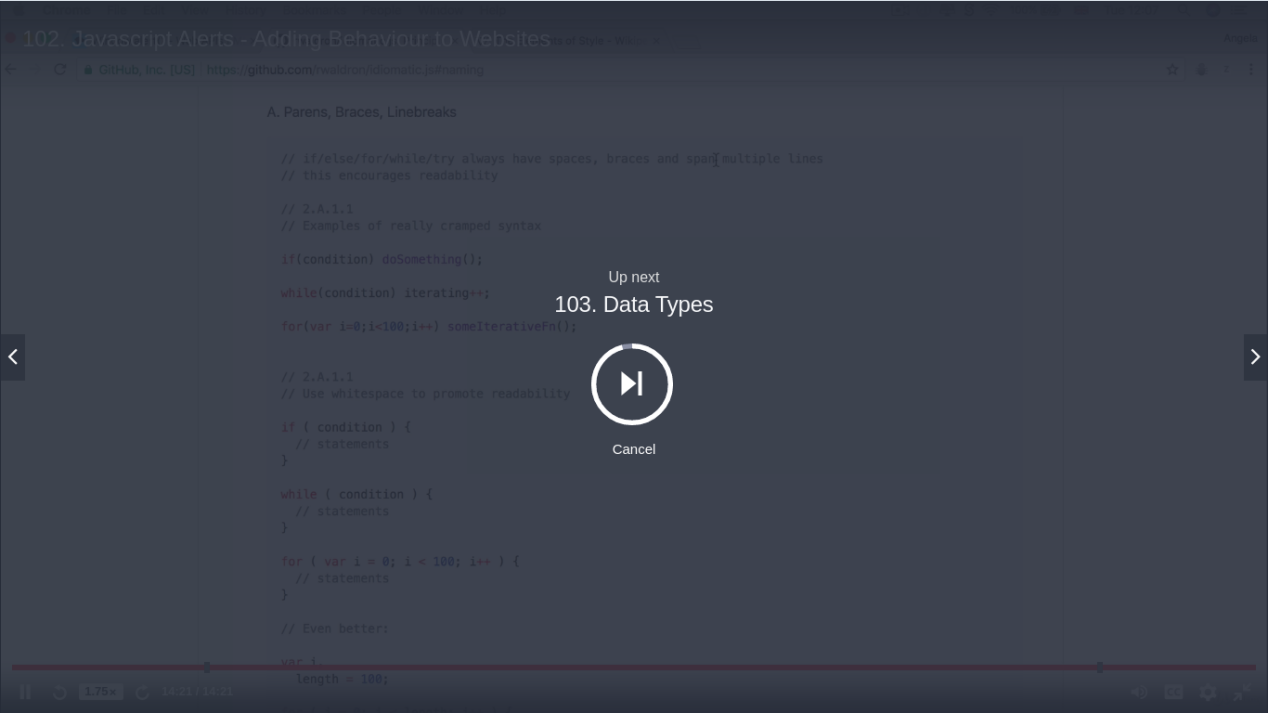 102. Javascript Alerts - Adding Behaviour to Websites
GitHub, Inc. [US] https://github.com/rwaldron/idiomatic.js#naming
A. Parens, Braces, Linebreaks
// if/else/for/while/try always have spaces, braces and span multiple lines
// this encourages readability
// 2.A.1.1
// Examples of really cramped syntax
if(condition) doSomething();
while(condition) iterating++;
for(var i=0;i<100;i++) someIterativeFn();
// 2.A.1.1
// Use whitespace to promote readability
if ( condition ) {
// statements
}
while ( condition ) {
// statements
}
for ( var i = 0; i < 100; i++ ) {
// statements
}
// Even better:
var i,
length = 100;
Up next
103. Data Types
Cancel
1.75x
14:21 / 14:21
CC